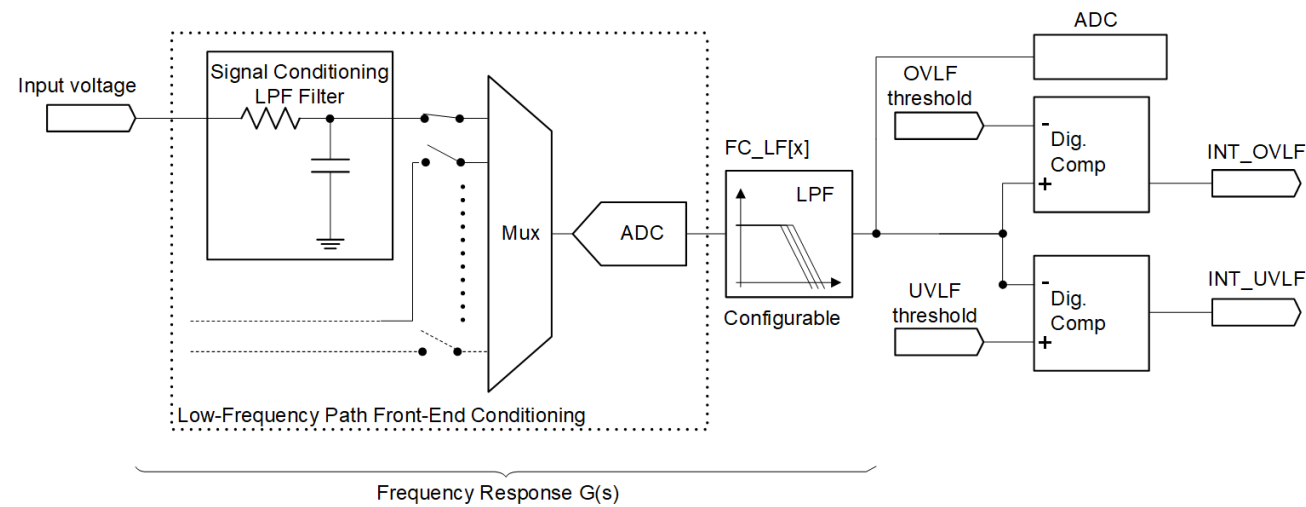 ADC
Input voltage
Signal Conditioning
LPF Filter
OVLF
threshold
-
Dig.
Comp
+
INT_OVLF
FC_LF[x]
LPF
Mux
ADC
Configurable
UVLF
threshold
-
Dig.
Comp
+
INT_UVLF
Low-Frequency Path Front-End Conditioning
Frequency Response G(s)